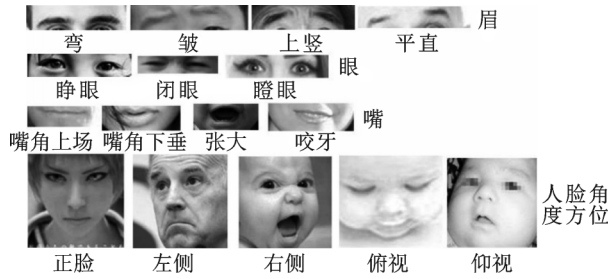 弯 皱 上竖 平直 眉
睁眼 闭眼 瞪眼 眼
嘴角上场 嘴角下垂 张大 咬牙 嘴
人脸角
度方位
正脸 左侧 右侧 俯视 仰视